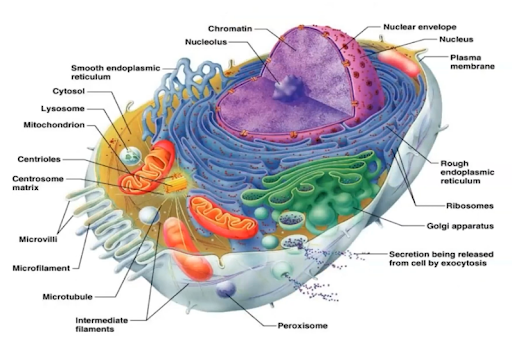 Chromatin
Nucleolus
Nuclear envelope
Nucleus
Plasma
membrane
Smooth endoplasmic
reticulum
Cytosol
Lysosome
Mitochondrion
Centrioles
Centrosome
matrix
Rough
endoplasmic
reticulum
Ribosomes
Golgi apparatus
Microvilli
Secretion being released
from cell by exocytosis
Microfilament
Microtubule
Intermediate
filaments
Peroxisome